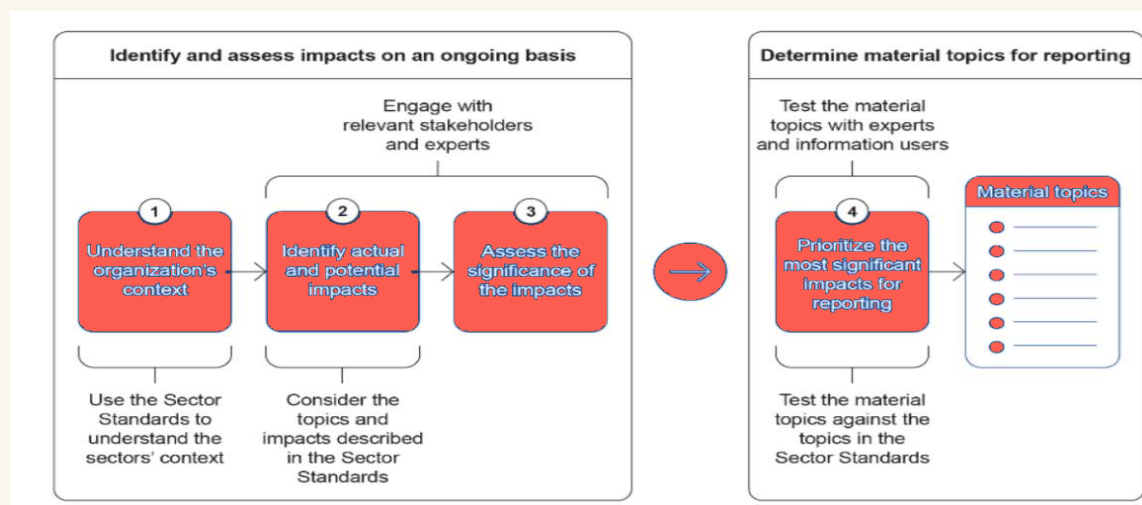 Identify and assess impacts on an ongoing basis
Engage with
relevant stakeholders
and experts
1
Understand the
organization's
context
2
Identify actual
and potential
impacts
3
Assess the
significance of
the impacts
Use the Sector
Standards to
understand the
sectors' context
Consider the
topics and
impacts described
in the Sector
Standards
Determine material topics for reporting
Test the material
topics with experts
and information users
4
Prioritize the
most significant
impacts for
reporting
Material topics
Test the material
topics against the
topics in the
Sector Standards